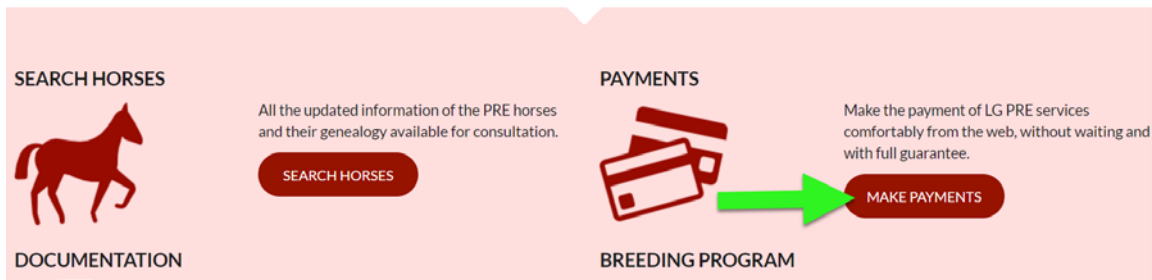 SEARCH HORSES
All the updated information of the PRE horses
and their genealogy available for consultation.
SEARCH HORSES
PAYMENTS
Make the payment of LG PRE services
comfortably from the web, without waiting and
with full guarantee.
MAKE PAYMENTS
DOCUMENTATION
BREEDING PROGRAM